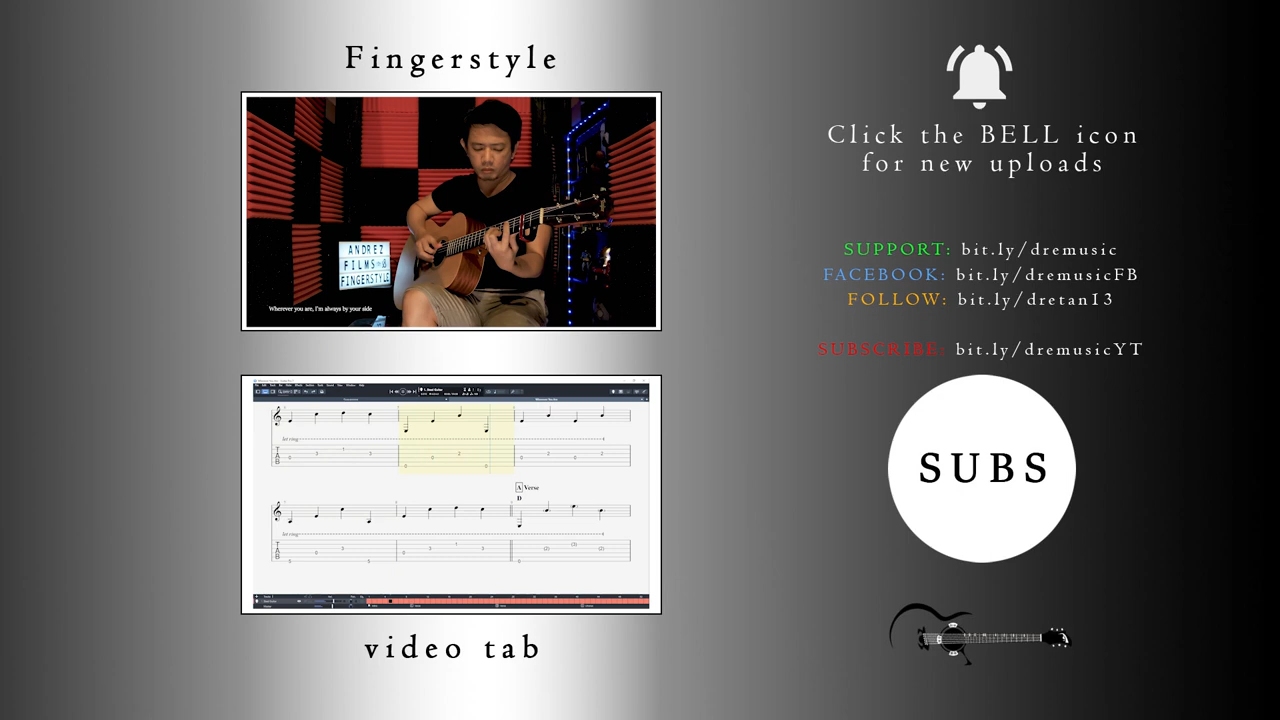 Fingerstyle
ANDREZ
FILMS
FINGERSTYLE
Wherever you are, I'm always by your side
let ring
A Verse
D
let ring
video tab
Click the BELL icon
for new uploads
SUPPORT: bit.ly/dremusic
FACEBOOK: bit.ly/dremusicFB
FOLLOW: bit.ly/dretan13
SUBSCRIBE: bit.ly/dremusicYT
SUBS